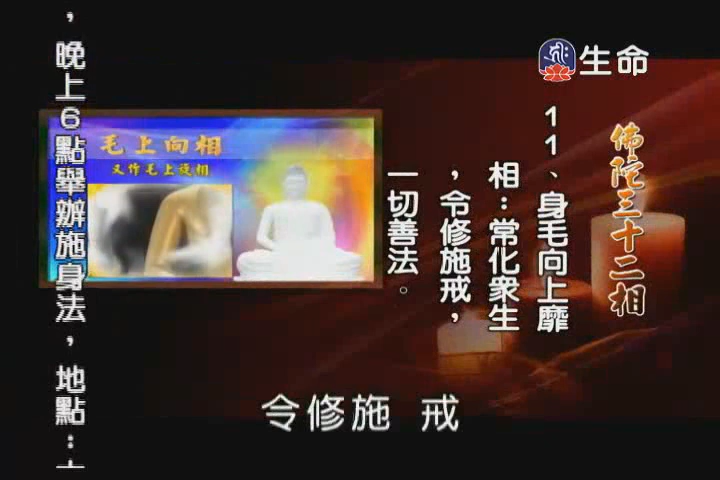 生命
佛陀三十二相
11、身毛向上靡
相：常化衆生
，令修施戒，
一切善法。
毛上向相
又作毛上旋相
，晚上6點舉辦施身法，地點：
令修施 戒